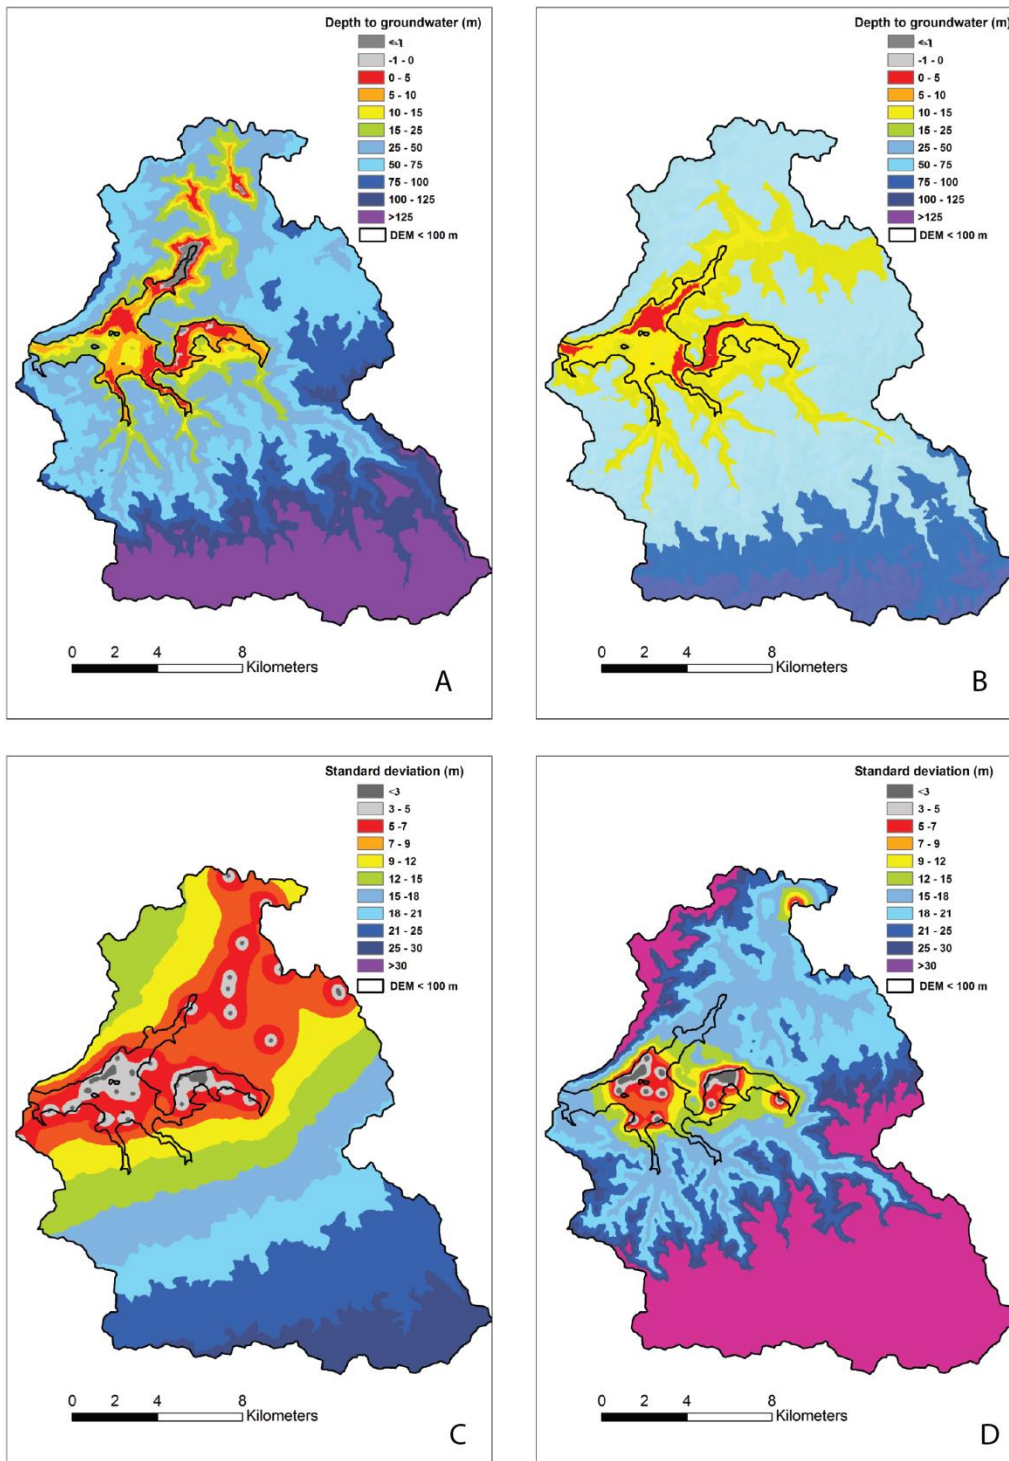 Depth to groundwater (m)
<-1
-1 - 0
0 - 5
5 - 10
10 - 15
15 - 25
25 - 50
50 - 75
75 - 100
100 - 125
>125
DEM < 100 m
0 2 4 8
Kilometers
A
Depth to groundwater (m)
<-1
-1 - 0
0 - 5
5 - 10
10 - 15
15 - 25
25 - 50
50 - 75
75 - 100
100 - 125
>125
DEM < 100 m
0 2 4 8
Kilometers
B
Standard deviation (m)
<3
3 - 5
5 -7
7 - 9
9 - 12
12 - 15
15 -18
18 - 21
21 - 25
25 - 30
>30
DEM < 100 m
0 2 4 8
Kilometers
C
Standard deviation (m)
<3
3 - 5
5 -7
7 - 9
9 - 12
12 - 15
15 -18
18 - 21
21 - 25
25 - 30
>30
DEM < 100 m
0 2 4 8
Kilometers
D